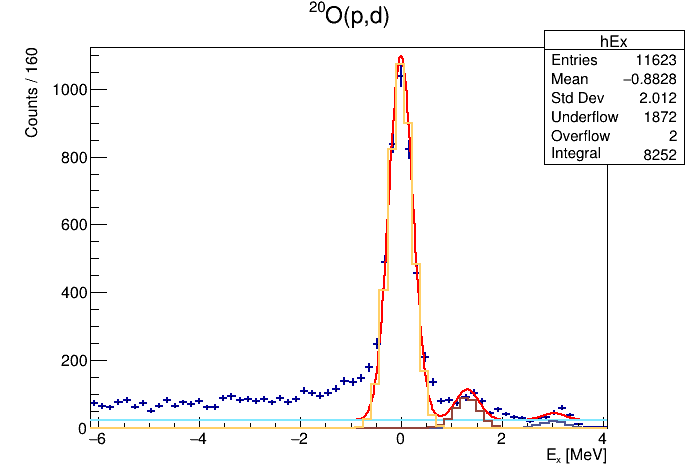 ²⁰O(p,d)
hEx
Entries 11623
Mean −0.8828
Std Dev 2.012
Underflow 1872
Overflow 2
Integral 8252
Counts / 160
1000
800
600
400
200
0
−6 −4 −2 0 2 4
Eₓ [MeV]